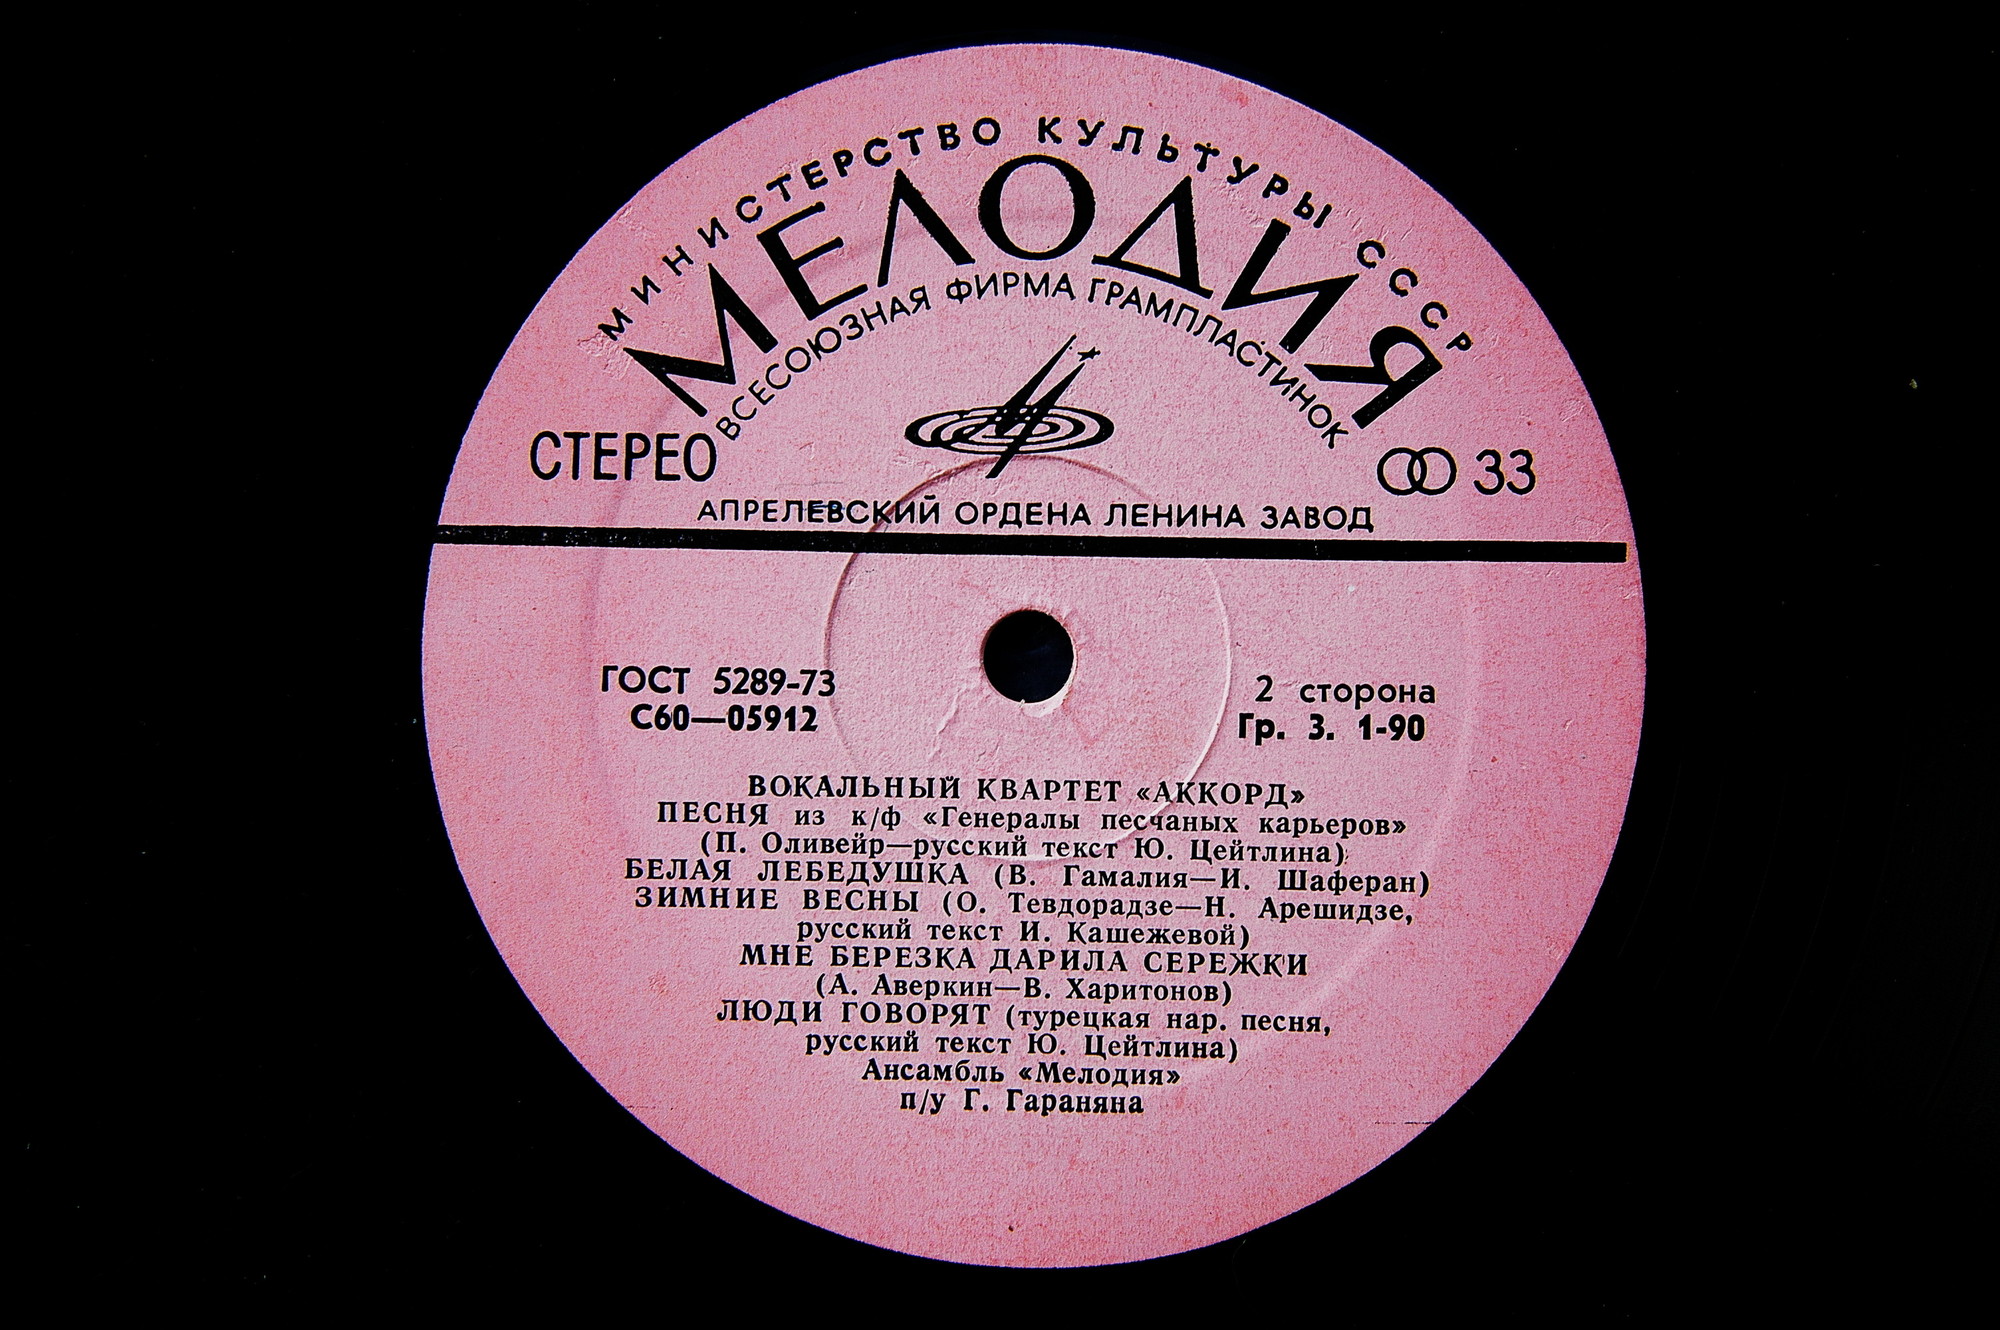 МИНИСТЕРСТВО КУЛЬТУРЫ СССР
МЕЛОДИЯ
ВСЕСОЮЗНАЯ ФИРМА ГРАМПЛАСТИНОК
СТЕРЕО
33
АПРЕЛЕВСКИЙ ОРДЕНА ЛЕНИНА ЗАВОД
ГОСТ 5289-73
С60—05912
2 сторона
Гр. 3. 1-90
ВОКАЛЬНЫЙ КВАРТЕТ «АККОРД»
ПЕСНЯ из к/ф «Генералы песчаных карьеров»
(П. Оливейр—русский текст Ю. Цейтлина)
БЕЛАЯ ЛЕБЕДУШКА (В. Гамалия—И. Шаферан)
ЗИМНИЕ ВЕСНЫ (О. Тевдорадзе—Н. Арешидзе,
русский текст И. Кашежевой)
МНЕ БЕРЕЗКА ДАРИЛА СЕРЕЖКИ
(А. Аверкин—В. Харитонов)
ЛЮДИ ГОВОРЯТ (турецкая нар. песня,
русский текст Ю. Цейтлина)
Ансамбль «Мелодия»
п/у Г. Гараняна